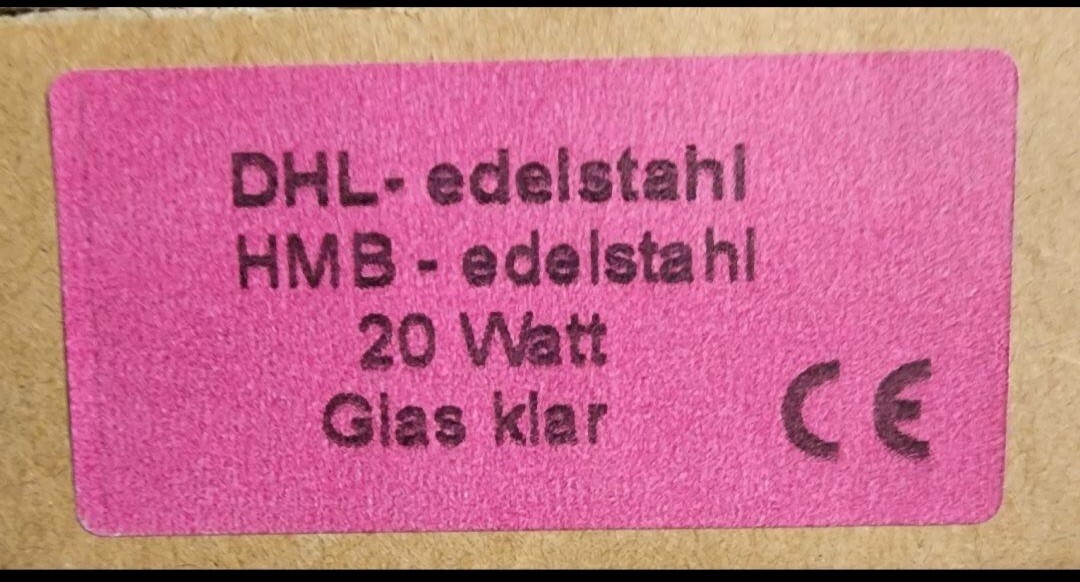 DHL- edelstahl
HMB - edelstahl
20 Watt
Glas klar
CE